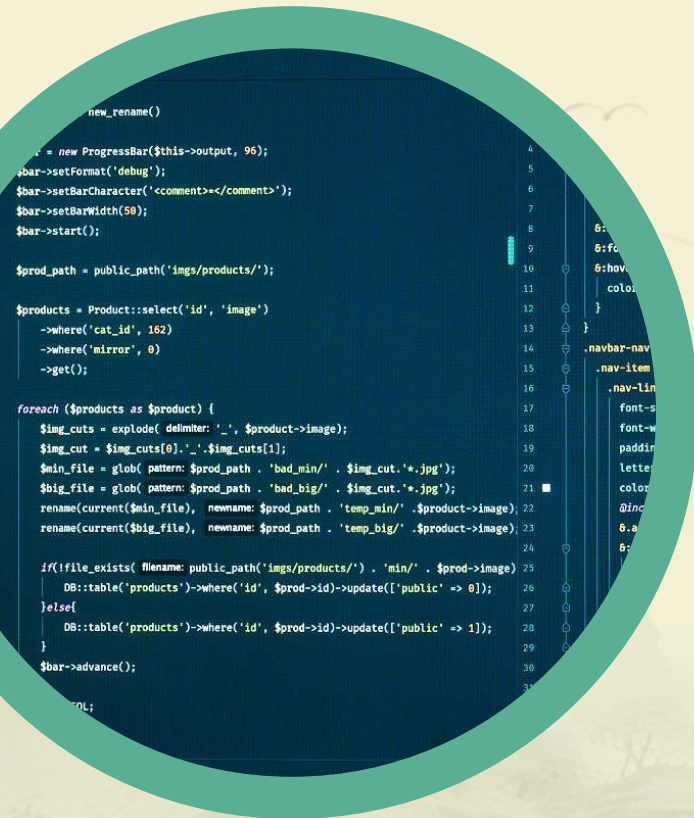 new_rename()
= new ProgressBar($this->output, 96);
$bar->setFormat('debug');
$bar->setBarCharacter('<comment>=</comment>');
$bar->setBarWidth(50);
$bar->start();
$prod_path = public_path('imgs/products/');
$products = Product::select('id', 'image')
->where('cat_id', 162)
->where('mirror', 0)
->get();
foreach ($products as $product) {
$img_cuts = explode( delimiter: '_', $product->image);
$img_cut = $img_cuts[0].'_'.$img_cuts[1];
$min_file = glob( pattern: $prod_path . 'bad_min/' . $img_cut.'*.jpg');
$big_file = glob( pattern: $prod_path . 'bad_big/' . $img_cut.'*.jpg');
rename(current($min_file), newname: $prod_path . 'temp_min/' .$product->image);
rename(current($big_file), newname: $prod_path . 'temp_big/' .$product->image);
if(!file_exists( filename: public_path('imgs/products/') . 'min/' . $prod->image)
DB::table('products')->where('id', $prod->id)->update(['public' => 0]);
}else{
DB::table('products')->where('id', $prod->id)->update(['public' => 1]);
}
$bar->advance();
4
5
6
7
8
9
10
11
12
13
14
15
16
17
18
19
20
21
22
23
24
25
26
27
28
29
30
&:
&:fo
&:hov
color
}
}
.navbar-nav
.nav-item
.nav-lin
font-s
font-w
paddin
letter
color
@inc
&.a
&: